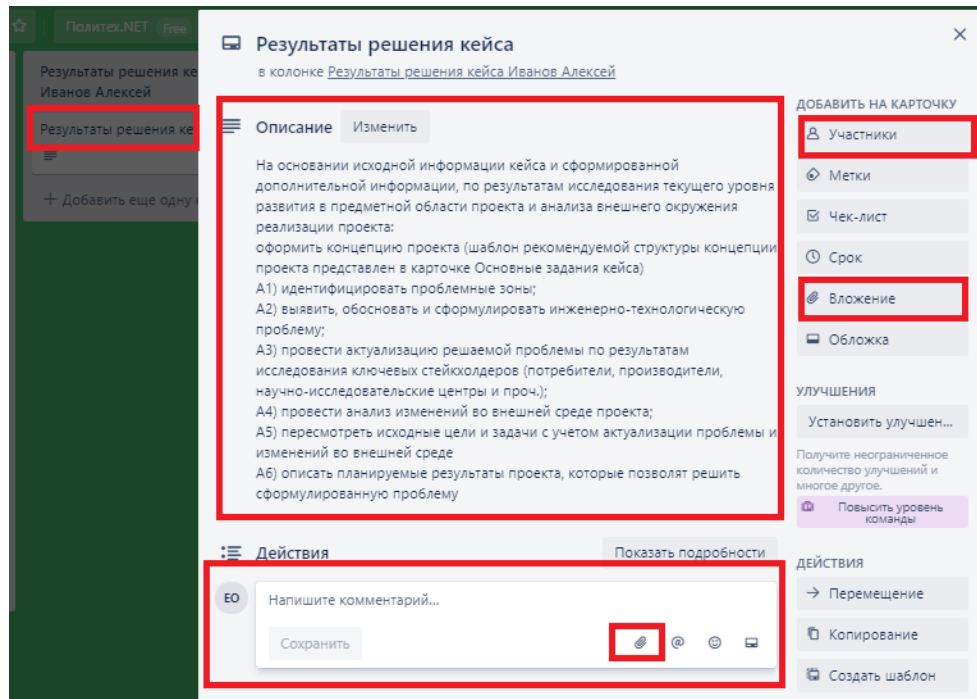 Политех.NET Free
Результаты решения ке
Иванов Алексей
Результаты решения ке
+ Добавить еще одну
Результаты решения кейса
в колонке Результаты решения кейса Иванов Алексей
Описание Изменить
На основании исходной информации кейса и сформированной
дополнительной информации, по результатам исследования текущего уровня
развития в предметной области проекта и анализа внешнего окружения
реализации проекта:
оформить концепцию проекта (шаблон рекомендуемой структуры концепции
проекта представлен в карточке Основные задания кейса)
А1) идентифицировать проблемные зоны;
А2) выявить, обосновать и сформулировать инженерно-технологическую
проблему;
А3) провести актуализацию решаемой проблемы по результатам
исследования ключевых стейкхолдеров (потребители, производители,
научно-исследовательские центры и проч.);
А4) провести анализ изменений во внешней среде проекта;
А5) пересмотреть исходные цели и задачи с учетом актуализации проблемы и
изменений во внешней среде
А6) описать планируемые результаты проекта, которые позволят решить
сформулированную проблему
Действия Показать подробности
ЕО Напишите комментарий...
Сохранить
ДОБАВИТЬ НА КАРТОЧКУ
Участники
Метки
Чек-лист
Срок
Вложение
Обложка
УЛУЧШЕНИЯ
Установить улучшен...
Получите неограниченное
количество улучшений и
многое другое.
Повысить уровень
команды
ДЕЙСТВИЯ
Перемещение
Копирование
Создать шаблон